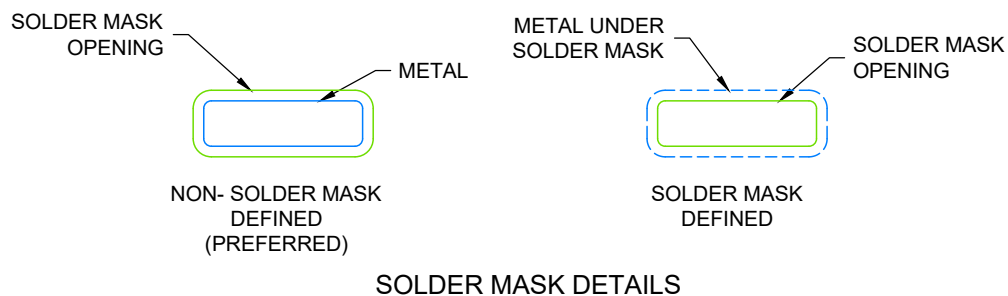 SOLDER MASK
OPENING
METAL
NON- SOLDER MASK
DEFINED
(PREFERRED)
METAL UNDER
SOLDER MASK
SOLDER MASK
OPENING
SOLDER MASK
DEFINED
SOLDER MASK DETAILS